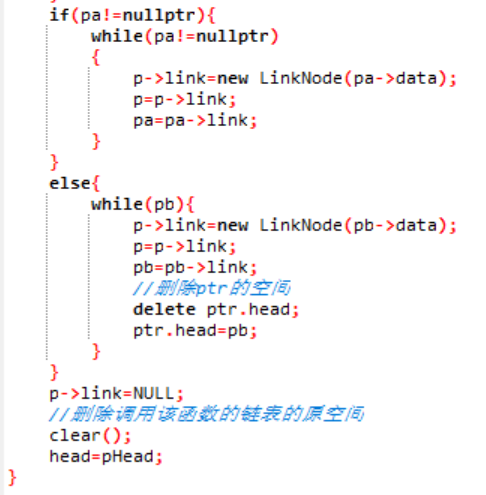 if(pa!=nullptr){
while(pa!=nullptr)
{
p->link=new LinkNode(pa->data);
p=p->link;
pa=pa->link;
}
}
else{
while(pb){
p->link=new LinkNode(pb->data);
p=p->link;
pb=pb->link;
//删除ptr的空间
delete ptr.head;
ptr.head=pb;
}
}
p->link=NULL;
//删除调用该函数的链表的原空间
clear();
head=pHead;
}